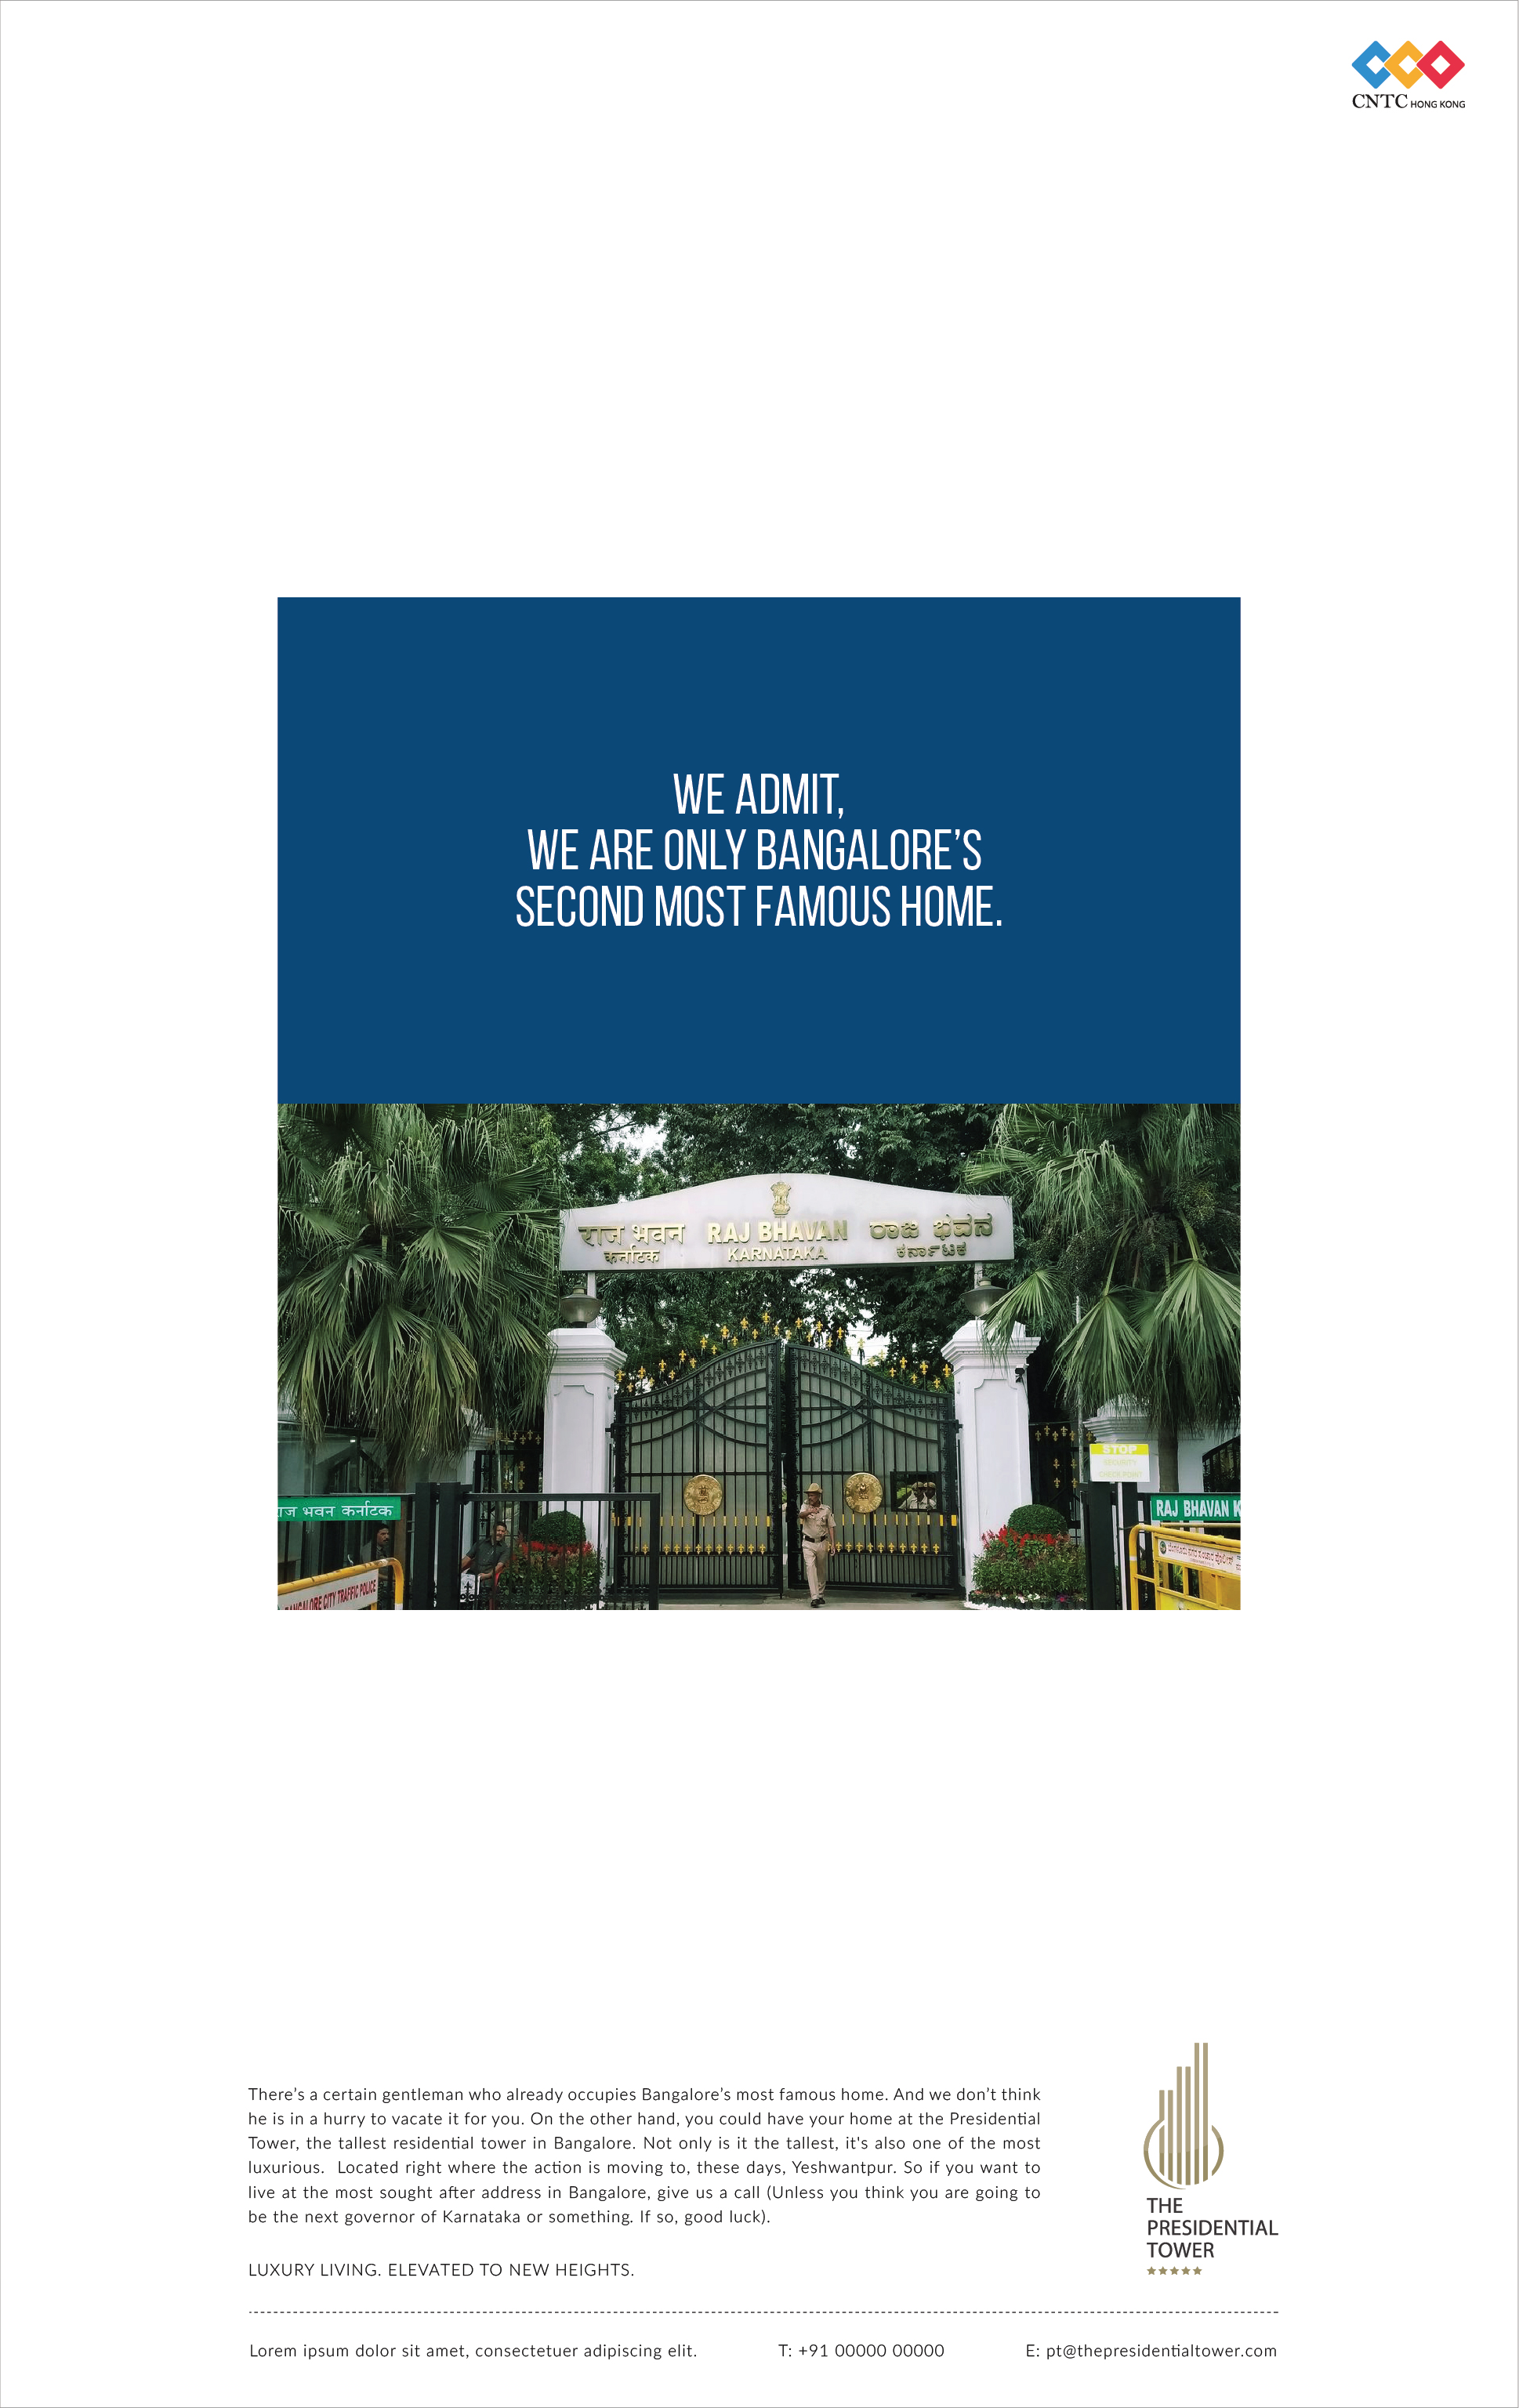 CNTC HONG KONG
WE ADMIT,
WE ARE ONLY BANGALORE’S
SECOND MOST FAMOUS HOME.
राज भवन RAJ BHAVAN ರಾಜ ಭವನ
कर्नाटक KARNATAKA ಕರ್ನಾಟಕ
STOP
SECURITY
CHECK POINT
राज भवन कर्नाटक
RAJ BHAVAN K
BANGALORE CITY TRAFFIC POLICE
There’s a certain gentleman who already occupies Bangalore’s most famous home. And we don’t think
he is in a hurry to vacate it for you. On the other hand, you could have your home at the Presidential
Tower, the tallest residential tower in Bangalore. Not only is it the tallest, it's also one of the most
luxurious. Located right where the action is moving to, these days, Yeshwantpur. So if you want to
live at the most sought after address in Bangalore, give us a call (Unless you think you are going to
be the next governor of Karnataka or something. If so, good luck).
LUXURY LIVING. ELEVATED TO NEW HEIGHTS.
THE
PRESIDENTIAL
TOWER
Lorem ipsum dolor sit amet, consectetuer adipiscing elit. T: +91 00000 00000 E: pt@thepresidentialtower.com